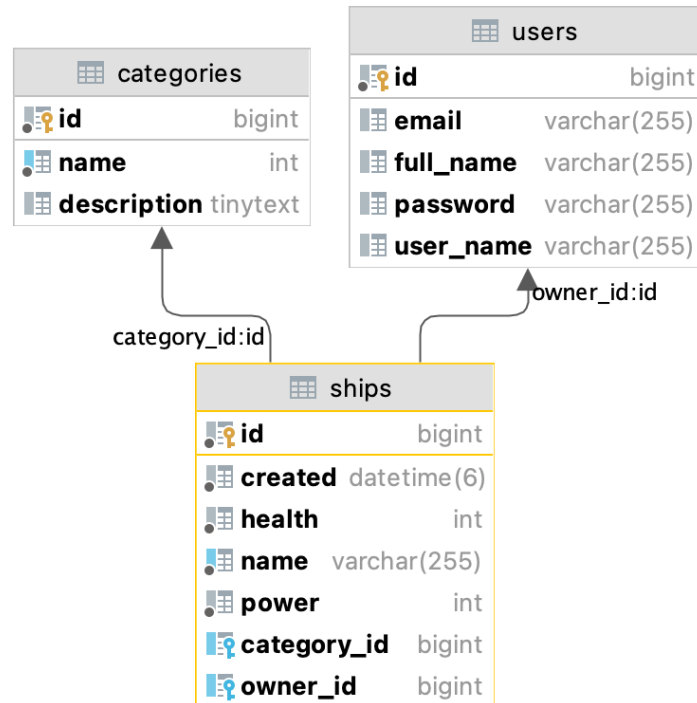 categories
id bigint
name int
description tinytext
users
id bigint
email varchar(255)
full_name varchar(255)
password varchar(255)
user_name varchar(255)
category_id:id
owner_id:id
ships
id bigint
created datetime(6)
health int
name varchar(255)
power int
category_id bigint
owner_id bigint